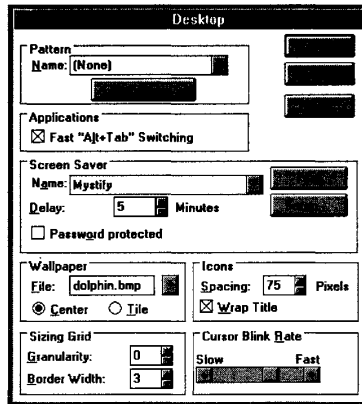 Desktop
Pattern
Name: (None)
Applications
Fast "Alt+Tab" Switching
Screen Saver
Name: Mystify
Delay: 5 Minutes
Password protected
Wallpaper
File: dolphin.bmp
Center Tile
Icons
Spacing: 75 Pixels
Wrap Title
Sizing Grid
Granularity: 0
Border Width: 3
Cursor Blink Rate
Slow Fast